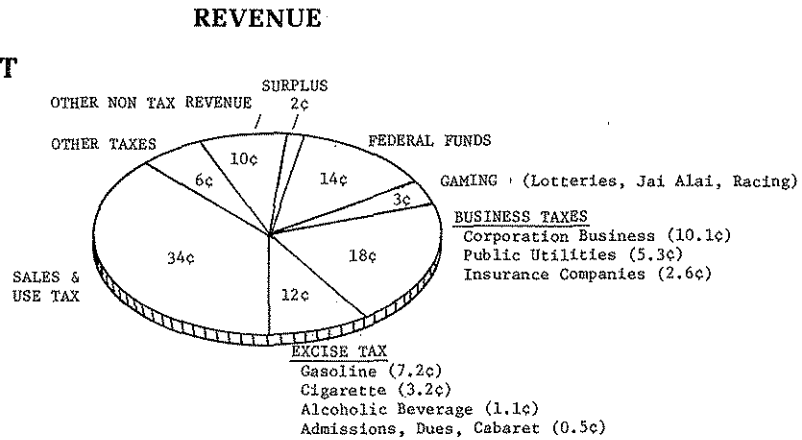 REVENUE
T
SURPLUS
2¢
OTHER NON TAX REVENUE
OTHER TAXES
10¢
6¢
FEDERAL FUNDS
14¢
GAMING (Lotteries, Jai Alai, Racing)
3¢
BUSINESS TAXES
Corporation Business (10.1¢)
Public Utilities (5.3¢)
Insurance Companies (2.6¢)
18¢
34¢
SALES &
USE TAX
12¢
EXCISE TAX
Gasoline (7.2¢)
Cigarette (3.2¢)
Alcoholic Beverage (1.1¢)
Admissions, Dues, Cabaret (0.5¢)